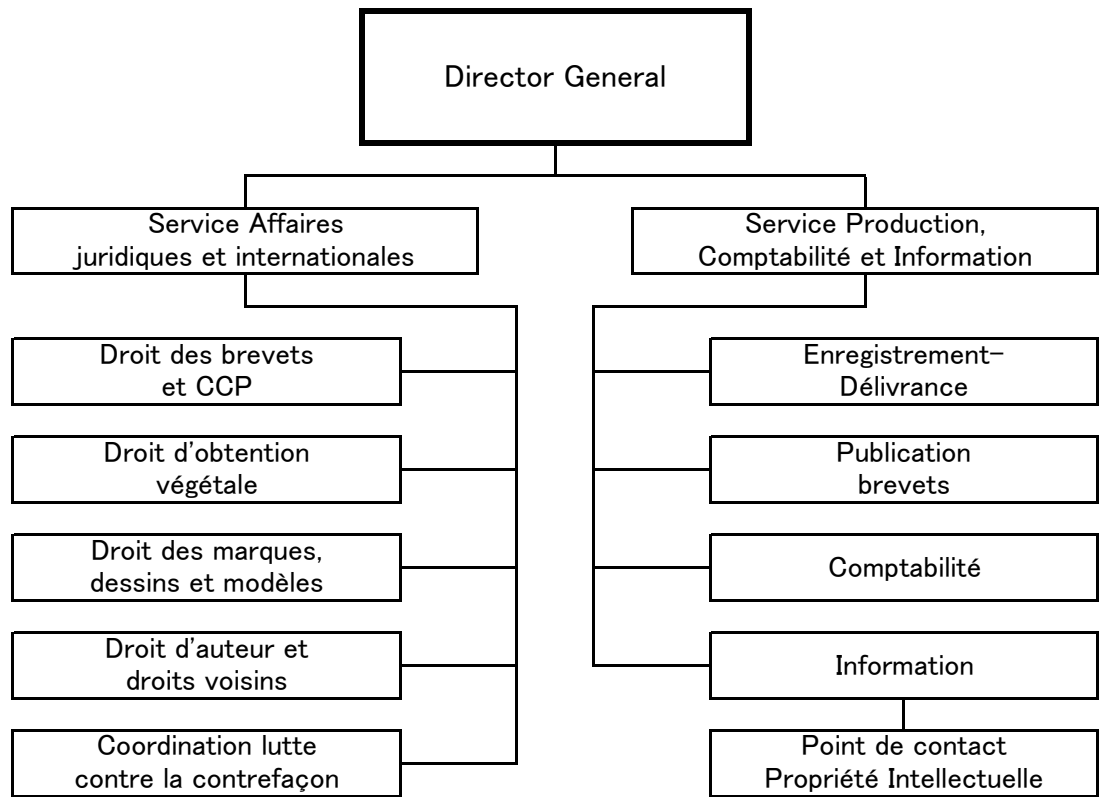 Director General
Service Affaires
juridiques et internationales
Service Production,
Comptabilité et Information
Droit des brevets
et CCP
Droit d'obtention
végétale
Droit des marques,
dessins et modèles
Droit d'auteur et
droits voisins
Coordination lutte
contre la contrefaçon
Enregistrement-
Délivrance
Publication
brevets
Comptabilité
Information
Point de contact
Propriété Intellectuelle